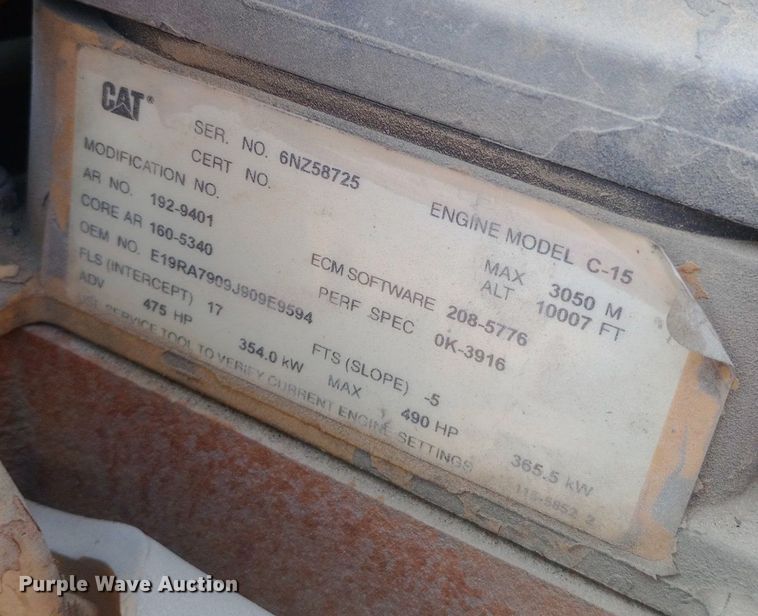 CAT®
SER. NO. 6NZ58725 ENGINE MODEL C-15
CERT NO. MAX ALT 3050 M 10007 FT
MODIFICATION NO.
AR NO. 192-9401 ECM SOFTWARE 208-5776
CORE AR 160-5340 PERF SPEC 0K-3916
OEM NO. E19RA7909J909E9594
FLS (INTERCEPT) 17 FTS (SLOPE) -5
ADV 475 HP 354.0 kW MAX 490 HP 365.5 kW
SERVICE TOOL TO VERIFY CURRENT ENGINE SETTINGS 2
Purple Wave Auction